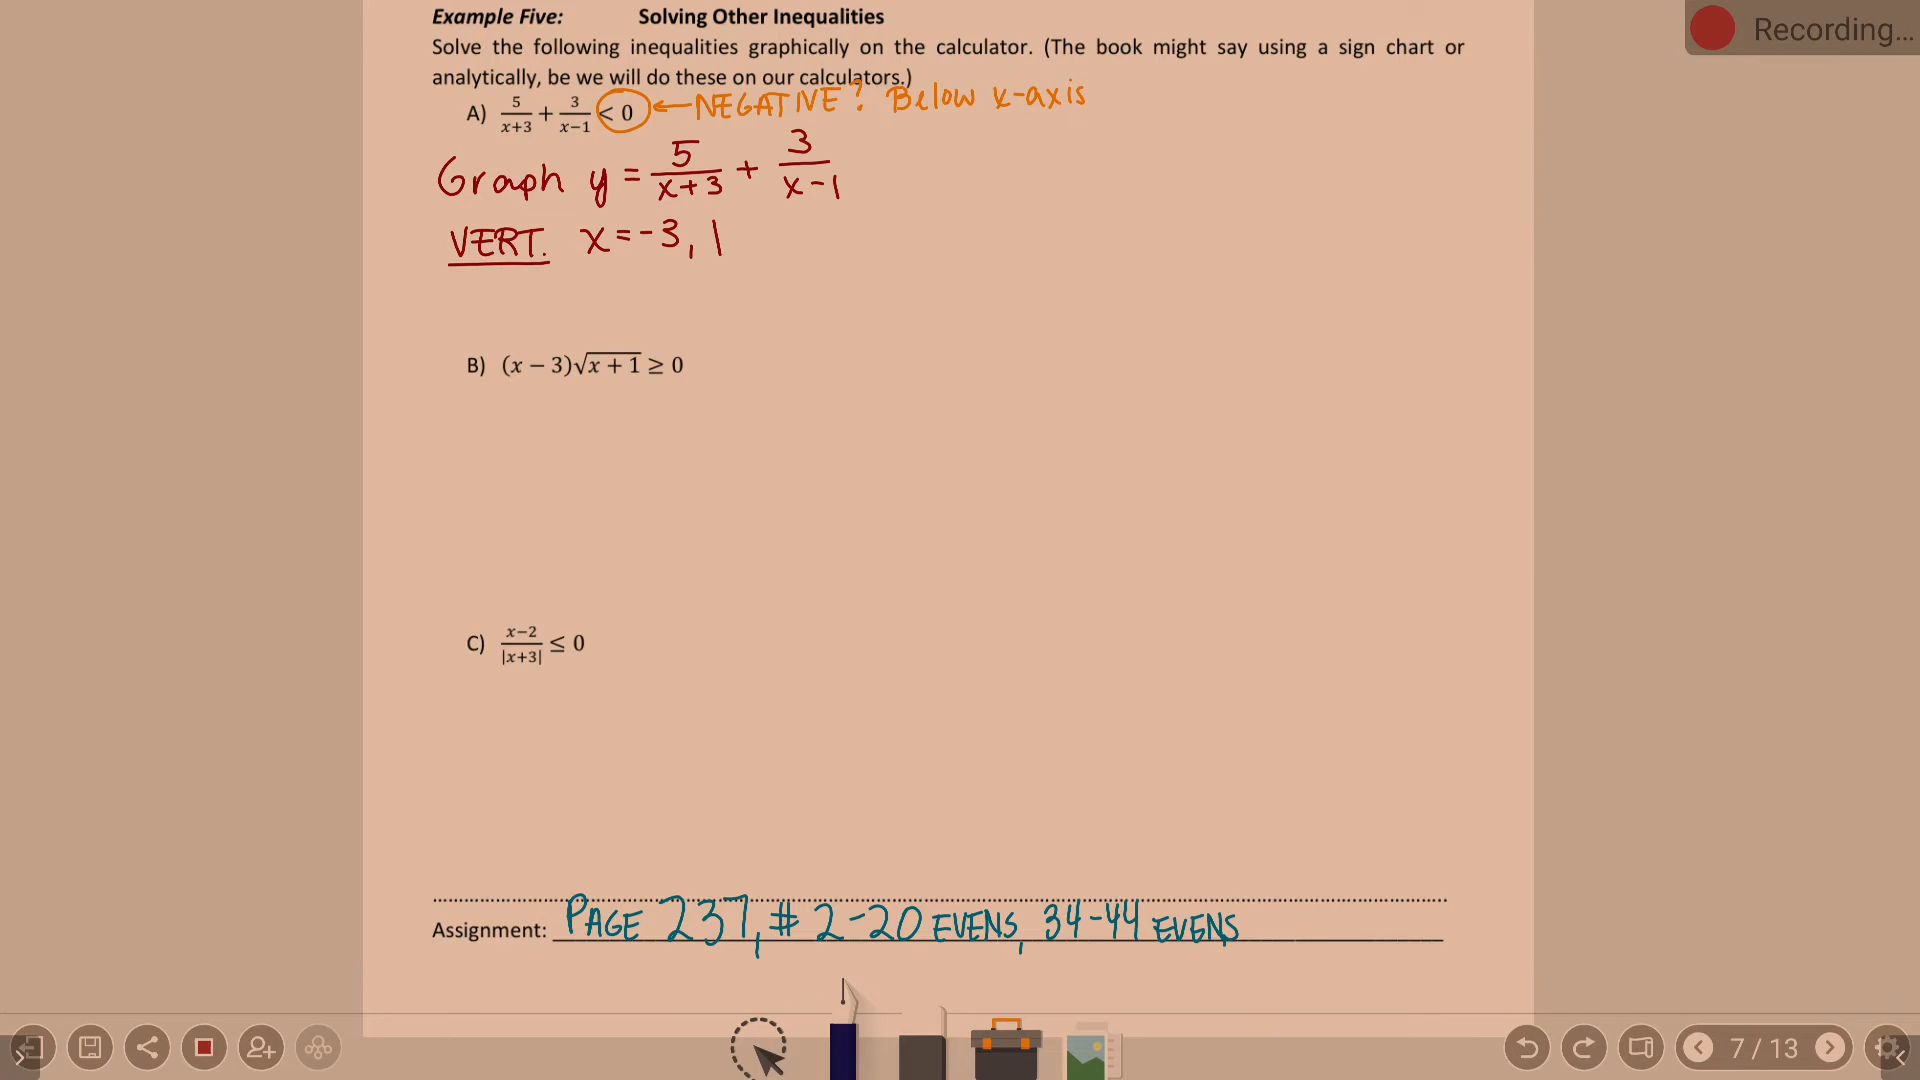 Recording...
Example Five: Solving Other Inequalities
Solve the following inequalities graphically on the calculator. (The book might say using a sign chart or
analytically, be we will do these on our calculators.)
A) 5/(x+3) + 3/(x−1) < 0 ← NEGATIVE? Below x-axis
Graph y = 5/(x+3) + 3/(x-1)
VERT. x = -3, 1
B) (x − 3)√(x + 1) ≥ 0
C) (x−2)/|x+3| ≤ 0
Assignment: PAGE 237, # 2-20 EVENS, 34-44 EVENS
7 / 13